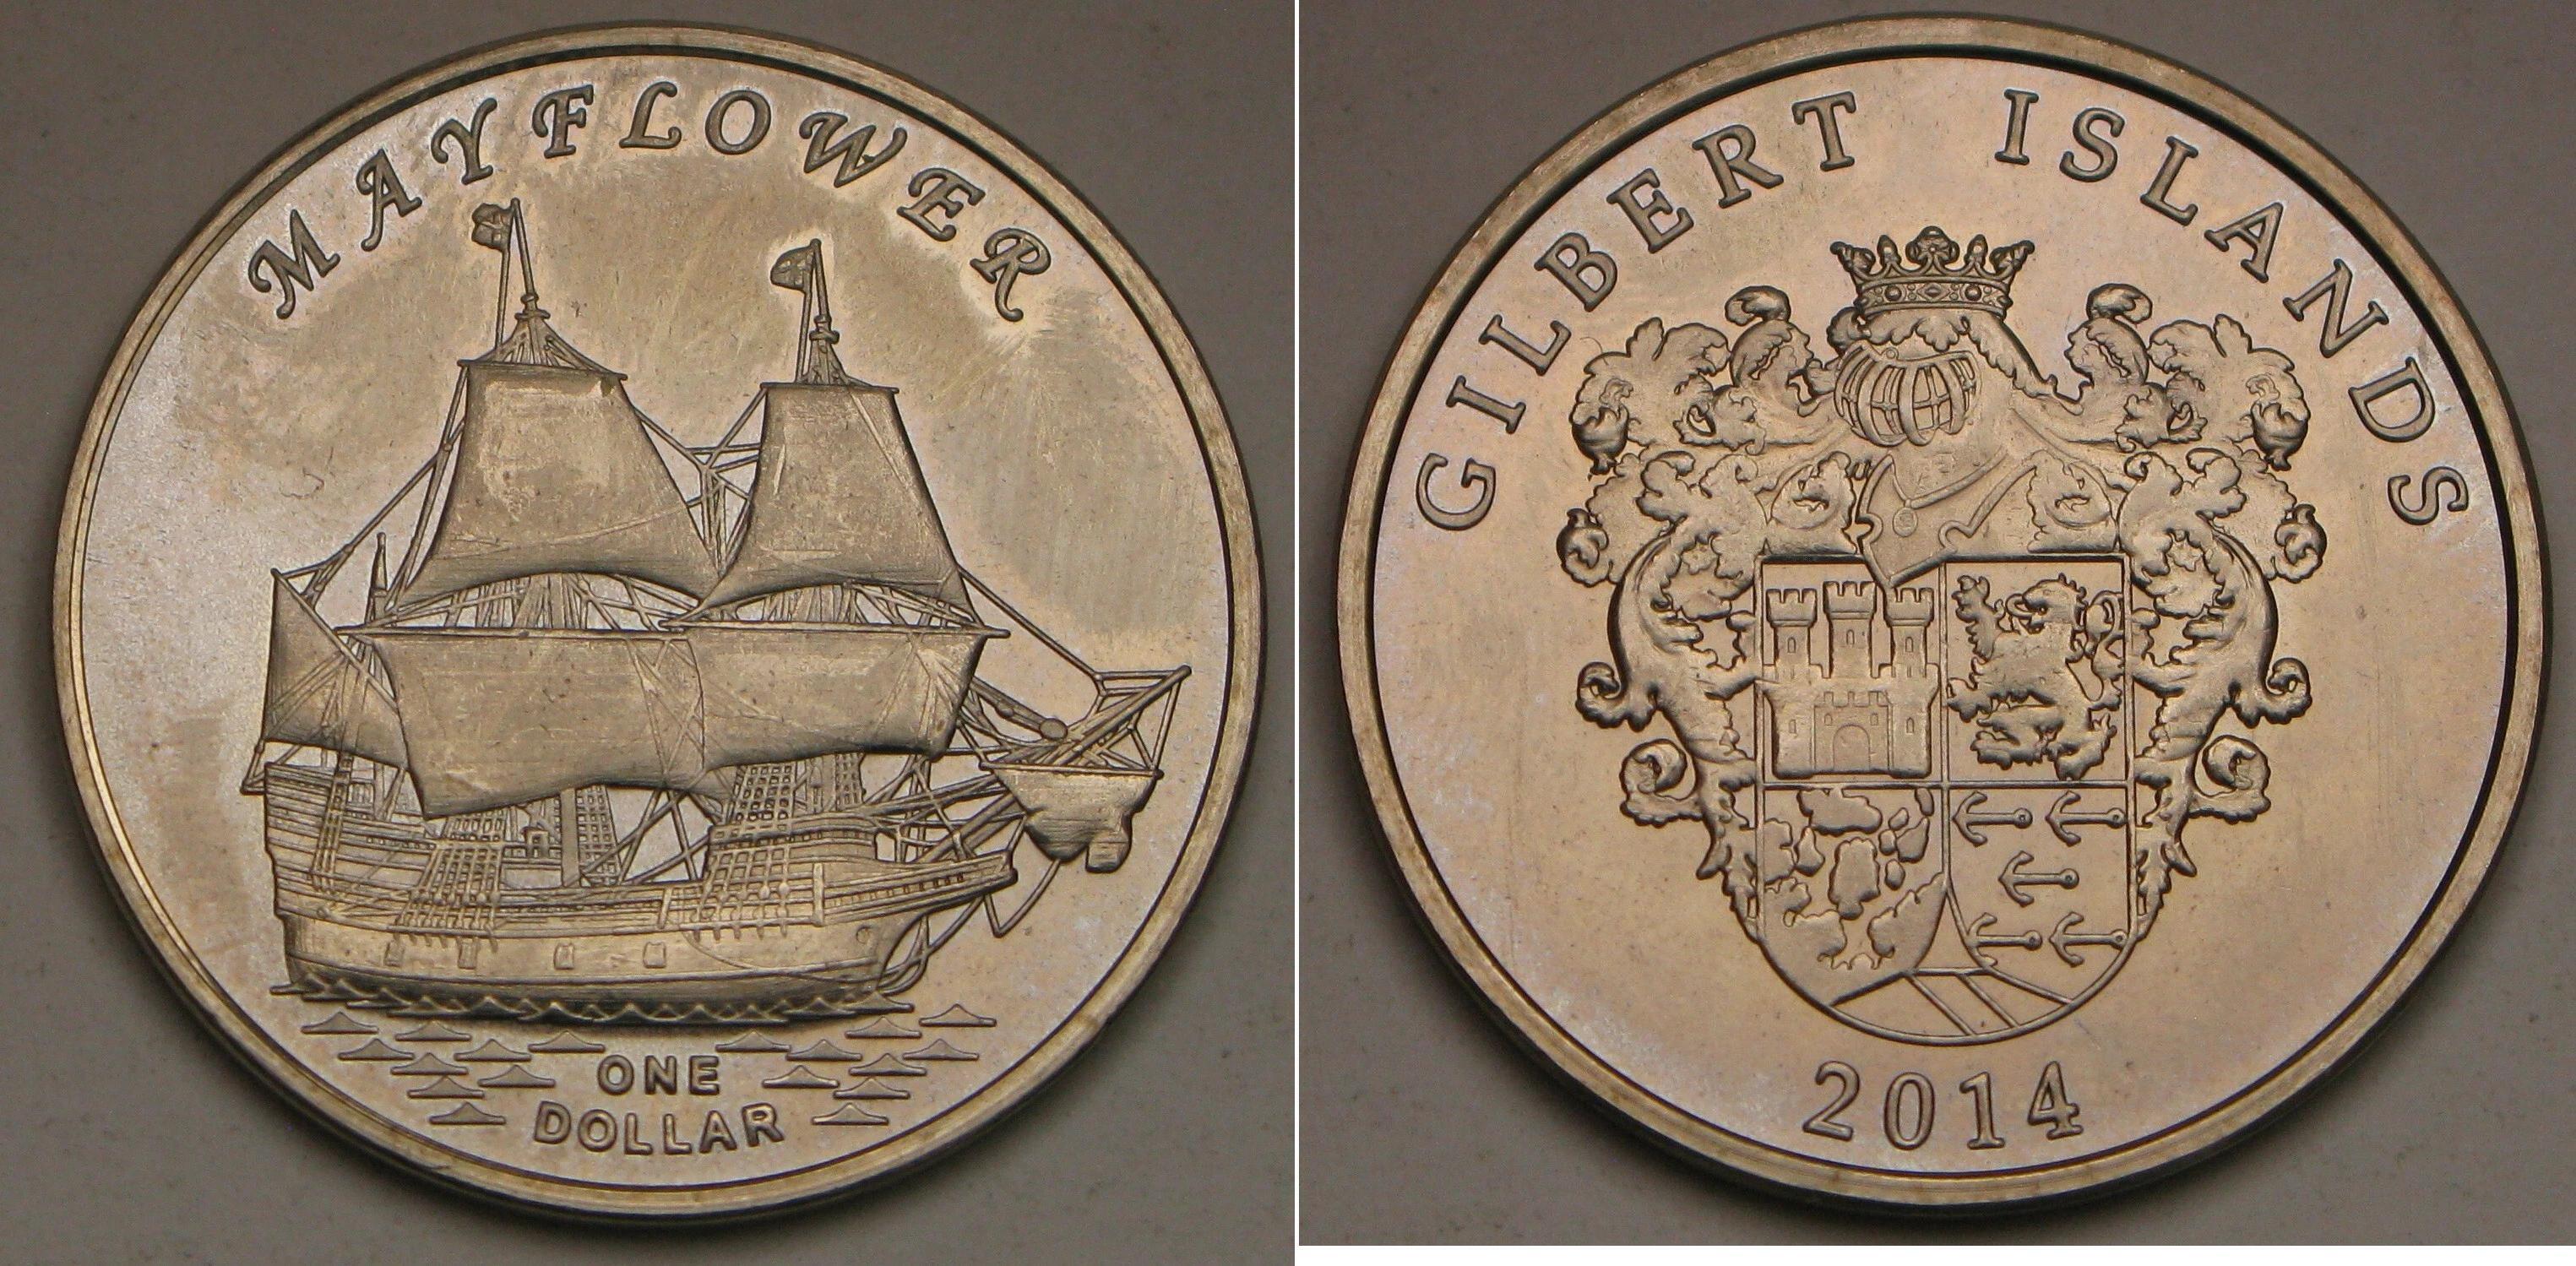 MAYFLOWER
ONE
DOLLAR
GILBERT ISLANDS
2014